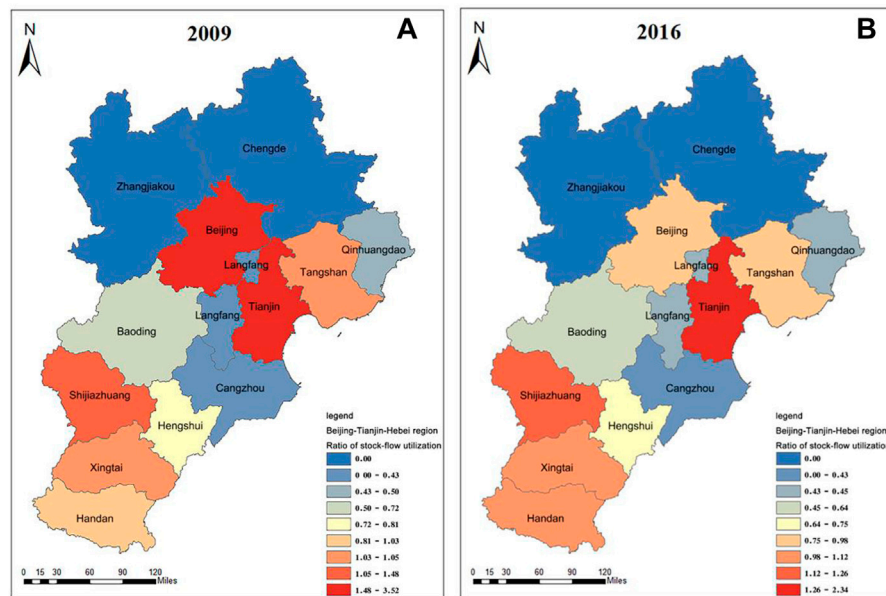 N
2009
A
Chengde
Zhangjiakou
Beijing
Qinhuangdao
Langfang
Tangshan
Tianjin
Langfang
Baoding
Cangzhou
Shijiazhuang
Hengshui
Xingtai
Handan
legend
Beijing-Tianjin-Hebei region
Ratio of stock-flow utilization
0.00
0.00 - 0.43
0.43 - 0.50
0.50 - 0.72
0.72 - 0.81
0.81 - 1.03
1.03 - 1.05
1.05 - 1.48
1.48 - 3.52
0 15 30 60 90 120
Miles
N
2016
B
Chengde
Zhangjiakou
Beijing
Qinhuangdao
Langfang
Tangshan
Tianjin
Langfang
Baoding
Cangzhou
Shijiazhuang
Hengshui
Xingtai
Handan
legend
Beijing-Tianjin-Hebei region
Ratio of stock-flow utilization
0.00
0.00 - 0.43
0.43 - 0.45
0.45 - 0.64
0.64 - 0.75
0.75 - 0.98
0.98 - 1.12
1.12 - 1.26
1.26 - 2.34
0 15 30 60 90 120
Miles